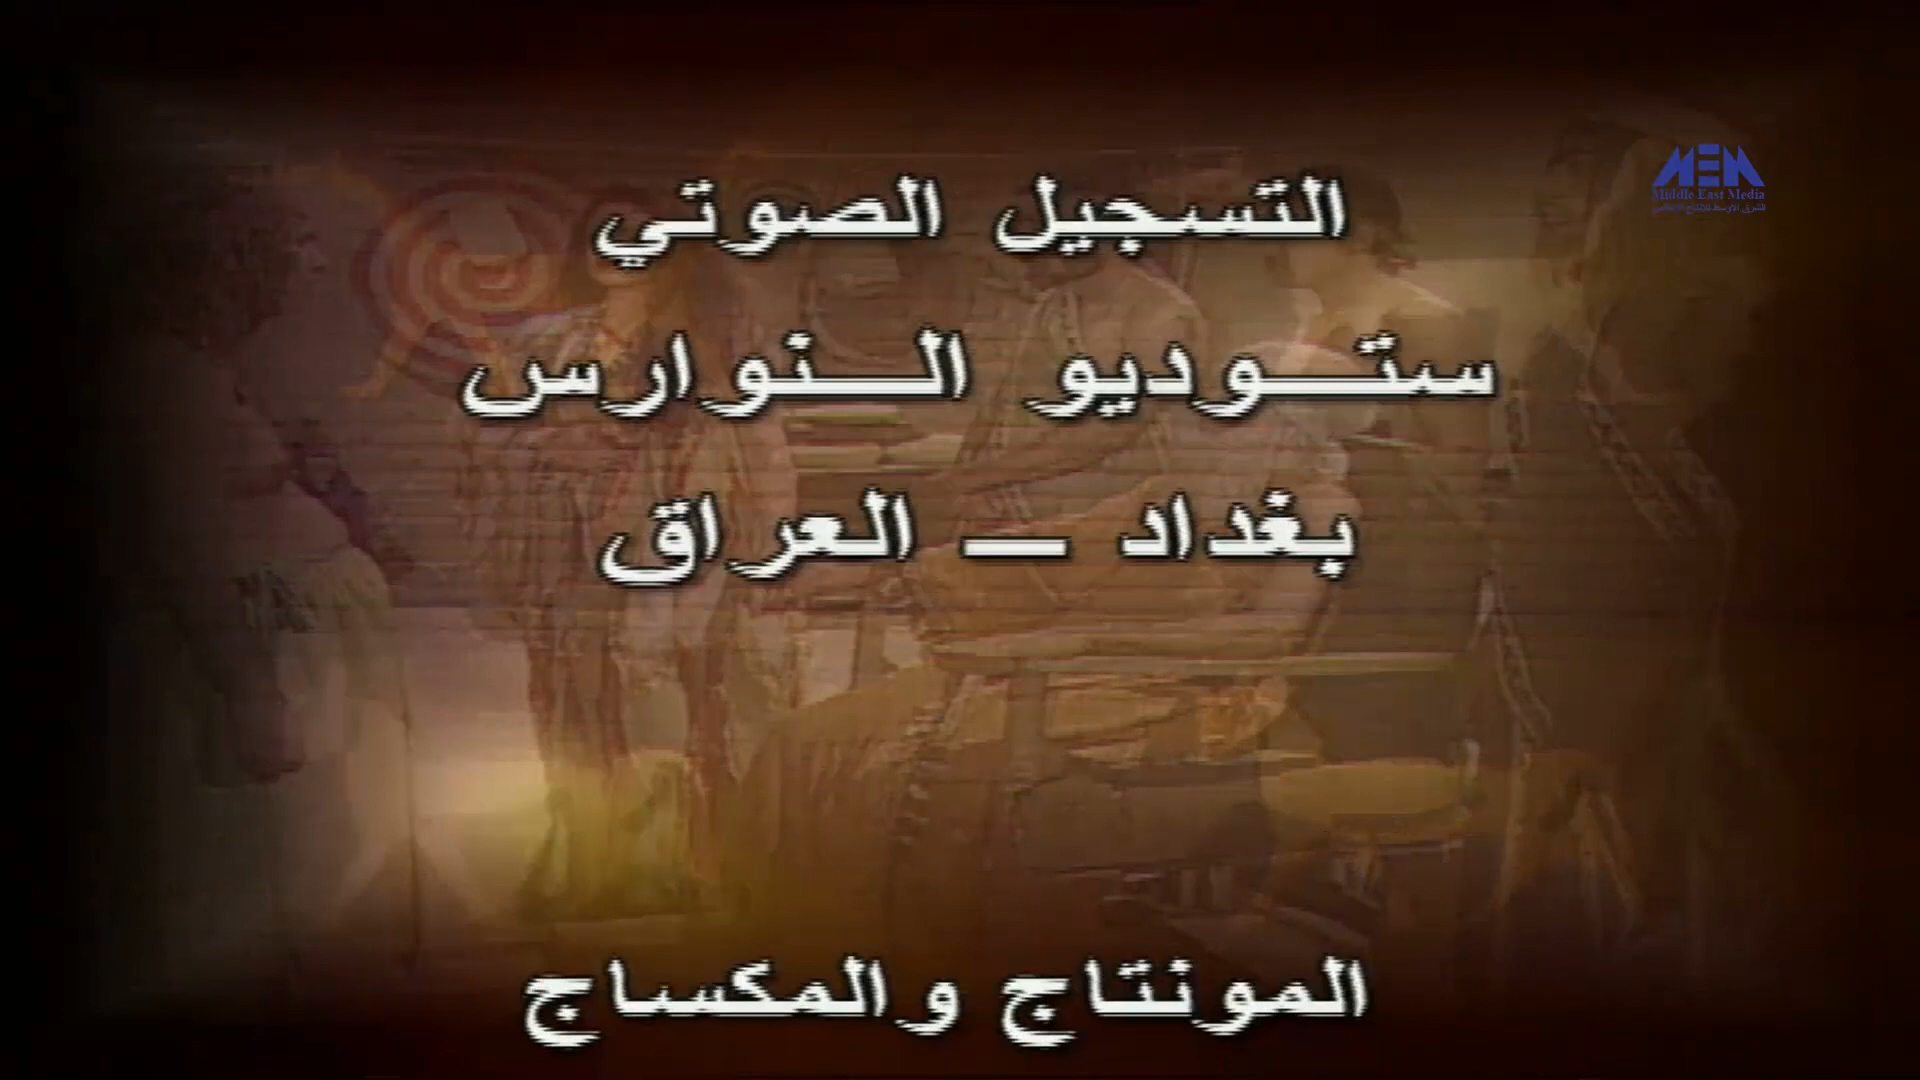 MEM
Middle East Media
التسجيل الصوتي
ستوديو النوارس
بغداد - العراق
المونتاج والمكساج